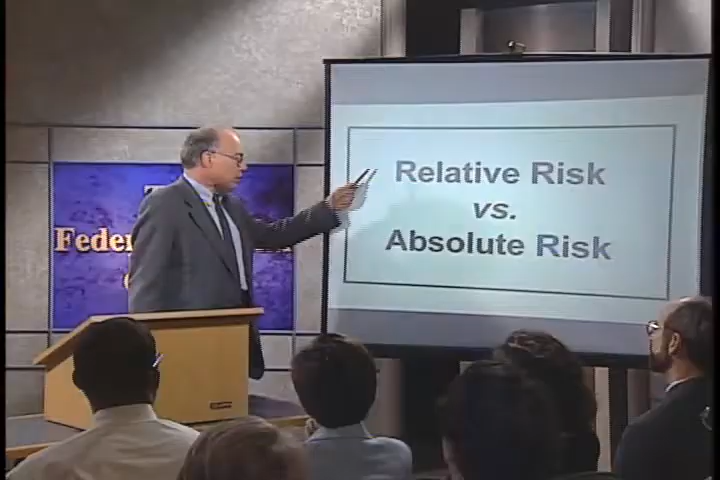 T
Feder
Relative Risk
vs.
Absolute Risk